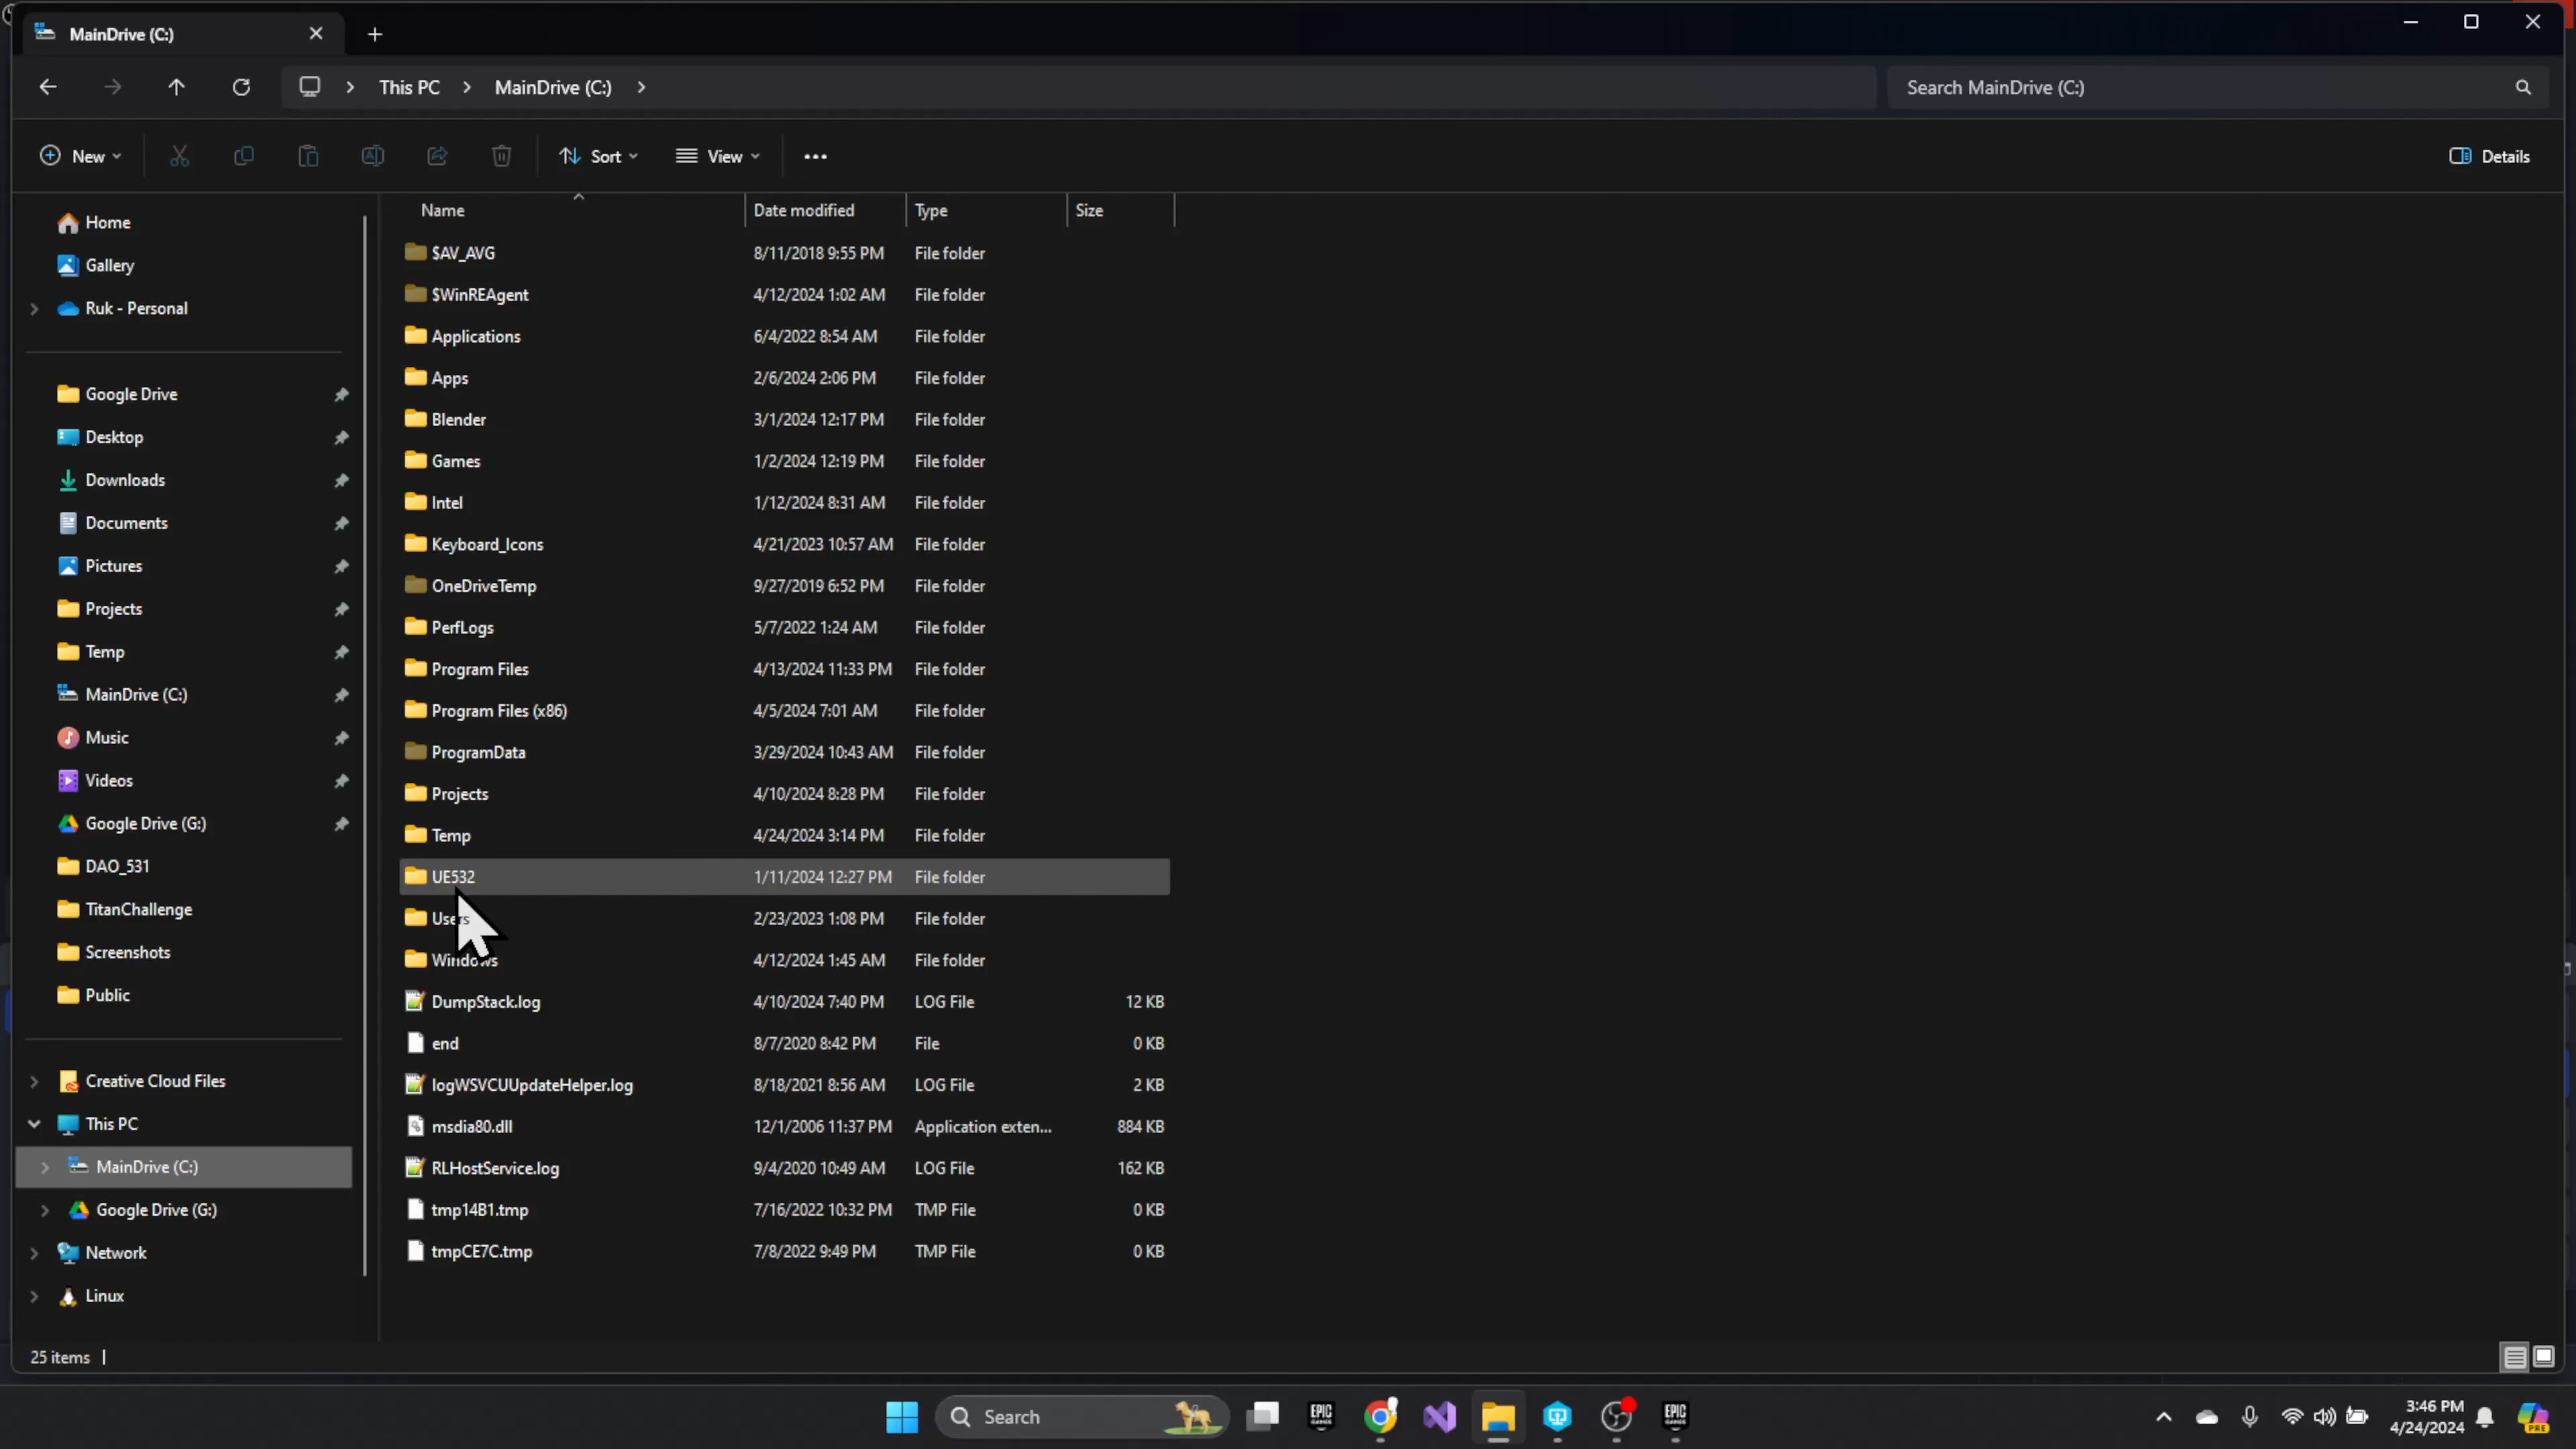 MainDrive (C:)
This PC > MainDrive (C:) >
Search MainDrive (C:)
New
Sort
View
Details
Home
Gallery
Ruk - Personal
Google Drive
Desktop
Downloads
Documents
Pictures
Projects
Temp
MainDrive (C:)
Music
Videos
Google Drive (G:)
DAO_531
TitanChallenge
Screenshots
Public
Creative Cloud Files
This PC
MainDrive (C:)
Google Drive (G:)
Network
Linux
Name Date modified Type Size
$AV_AVG 8/11/2018 9:55 PM File folder
$WinREAgent 4/12/2024 1:02 AM File folder
Applications 6/4/2022 8:54 AM File folder
Apps 2/6/2024 2:06 PM File folder
Blender 3/1/2024 12:17 PM File folder
Games 1/2/2024 12:19 PM File folder
Intel 1/12/2024 8:31 AM File folder
Keyboard_Icons 4/21/2023 10:57 AM File folder
OneDriveTemp 9/27/2019 6:52 PM File folder
PerfLogs 5/7/2022 1:24 AM File folder
Program Files 4/13/2024 11:33 PM File folder
Program Files (x86) 4/5/2024 7:01 AM File folder
ProgramData 3/29/2024 10:43 AM File folder
Projects 4/10/2024 8:28 PM File folder
Temp 4/24/2024 3:14 PM File folder
UE532 1/11/2024 12:27 PM File folder
Users 2/23/2023 1:08 PM File folder
Windows 4/12/2024 1:45 AM File folder
DumpStack.log 4/10/2024 7:40 PM LOG File 12 KB
end 8/7/2020 8:42 PM File 0 KB
logWSVCUUpdateHelper.log 8/18/2021 8:56 AM LOG File 2 KB
msdia80.dll 12/1/2006 11:37 PM Application exten... 884 KB
RLHostService.log 9/4/2020 10:49 AM LOG File 162 KB
tmp14B1.tmp 7/16/2022 10:32 PM TMP File 0 KB
tmpCE7C.tmp 7/8/2022 9:49 PM TMP File 0 KB
25 items
Search
EPIC GAMES
EPIC GAMES
3:46 PM
4/24/2024
PRE